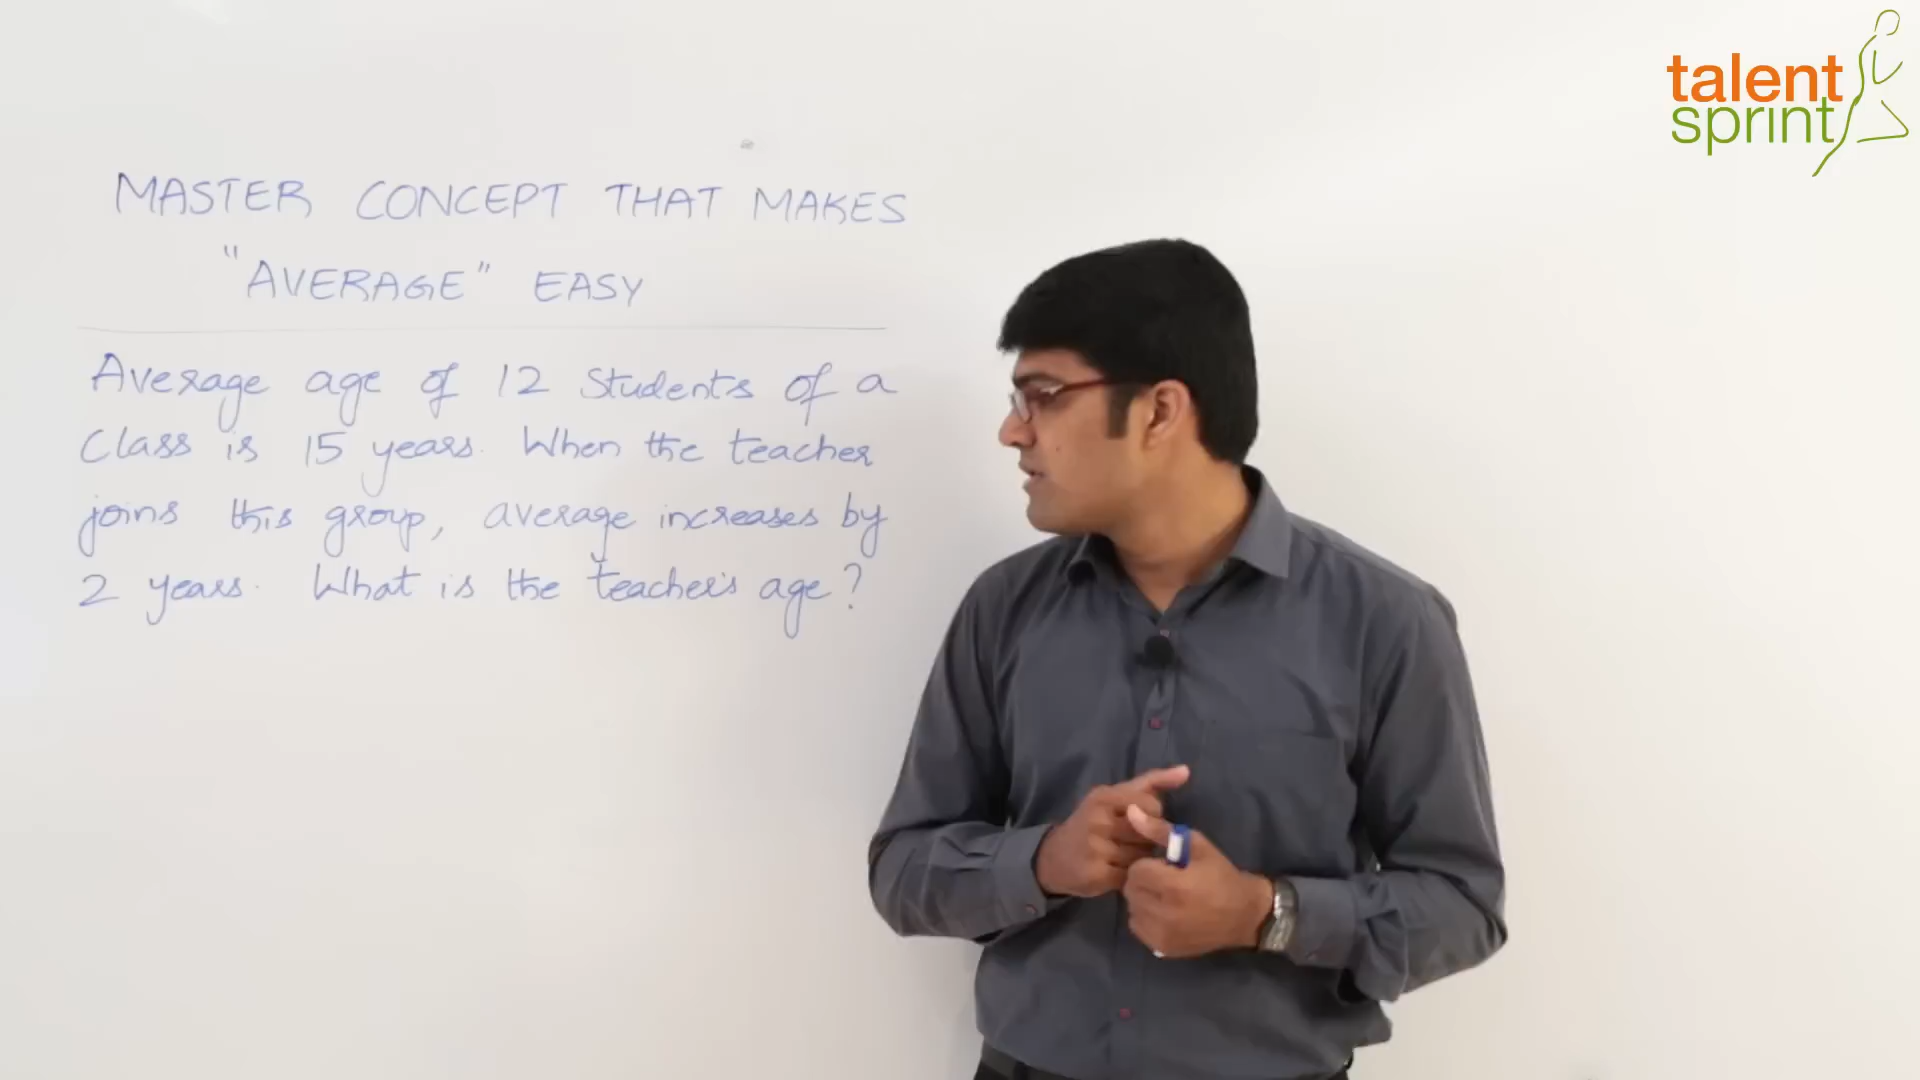 talent
sprint
MASTER CONCEPT THAT MAKES
"AVERAGE" EASY
Average age of 12 Students of a
Class is 15 years. When the teacher
joins this group, average increases by
2 years. What is the teacher's age?